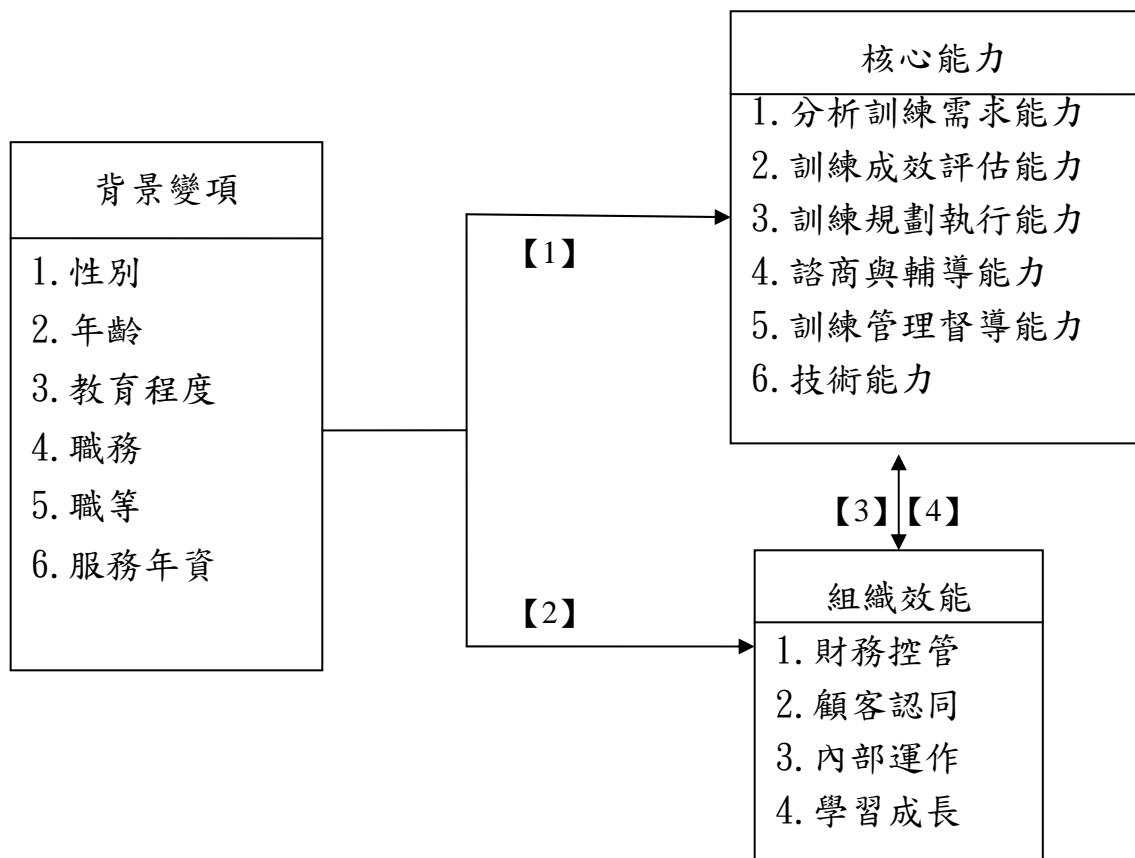 背景變項
1.性別
2.年齡
3.教育程度
4.職務
5.職等
6.服務年資
【1】
【2】
核心能力
1.分析訓練需求能力
2.訓練成效評估能力
3.訓練規劃執行能力
4.諮商與輔導能力
5.訓練管理督導能力
6.技術能力
【3】【4】
組織效能
1.財務控管
2.顧客認同
3.內部運作
4.學習成長